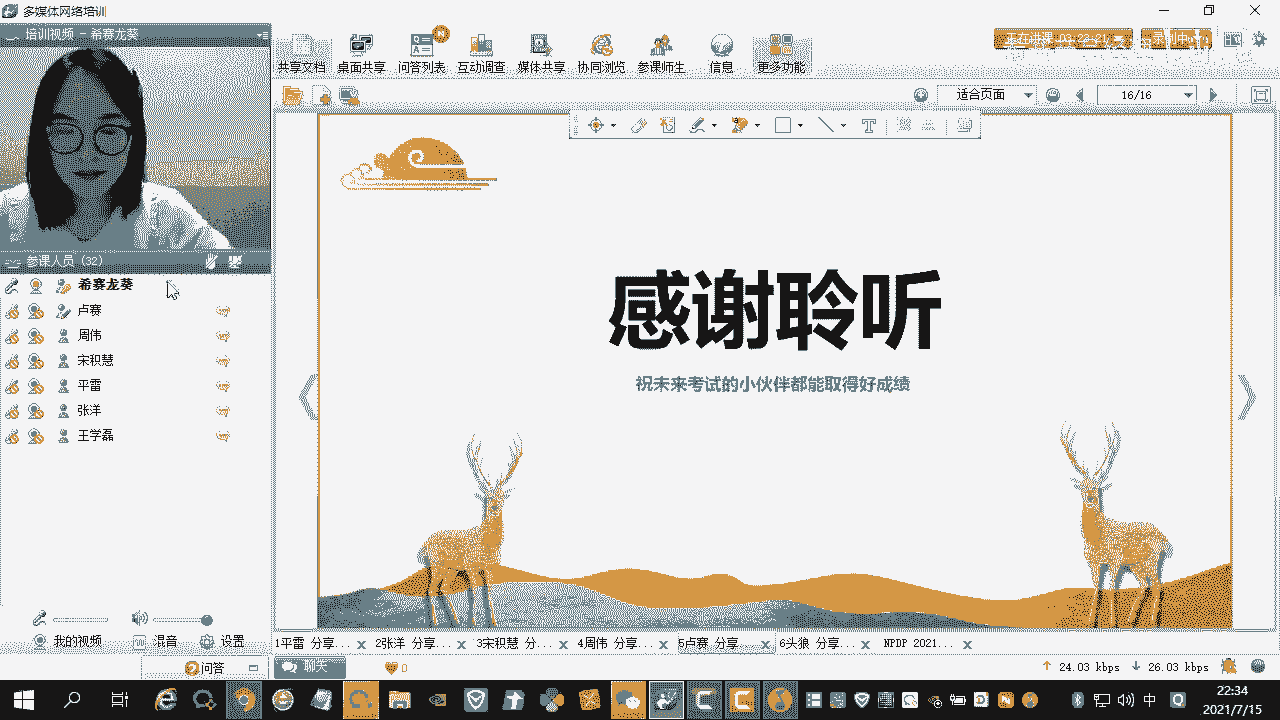 多媒体网络培训
培训视频 - 希赛龙葵
共享文档 桌面共享 问答列表 互动调查 媒体共享 协同浏览 参课师生 信息 更多功能
正在讲课 03:28:21 录制中
适合页面 16/16
参课人员 (32)
希赛龙葵
卢赛
周伟
宋积慧
平雷
张洋
王学磊
感谢聆听
祝未来考试的小伙伴都能取得好成绩
我的视频 混音 设置
1平雷 分享... 2张洋 分享... 3宋积慧 分... 4周伟 分享... 5卢赛 分享... 6头狼 分享... NPDP 2021...
问答 聊天 0 24.03 kbps 26.03 kbps
中 22:34
2021/7/15